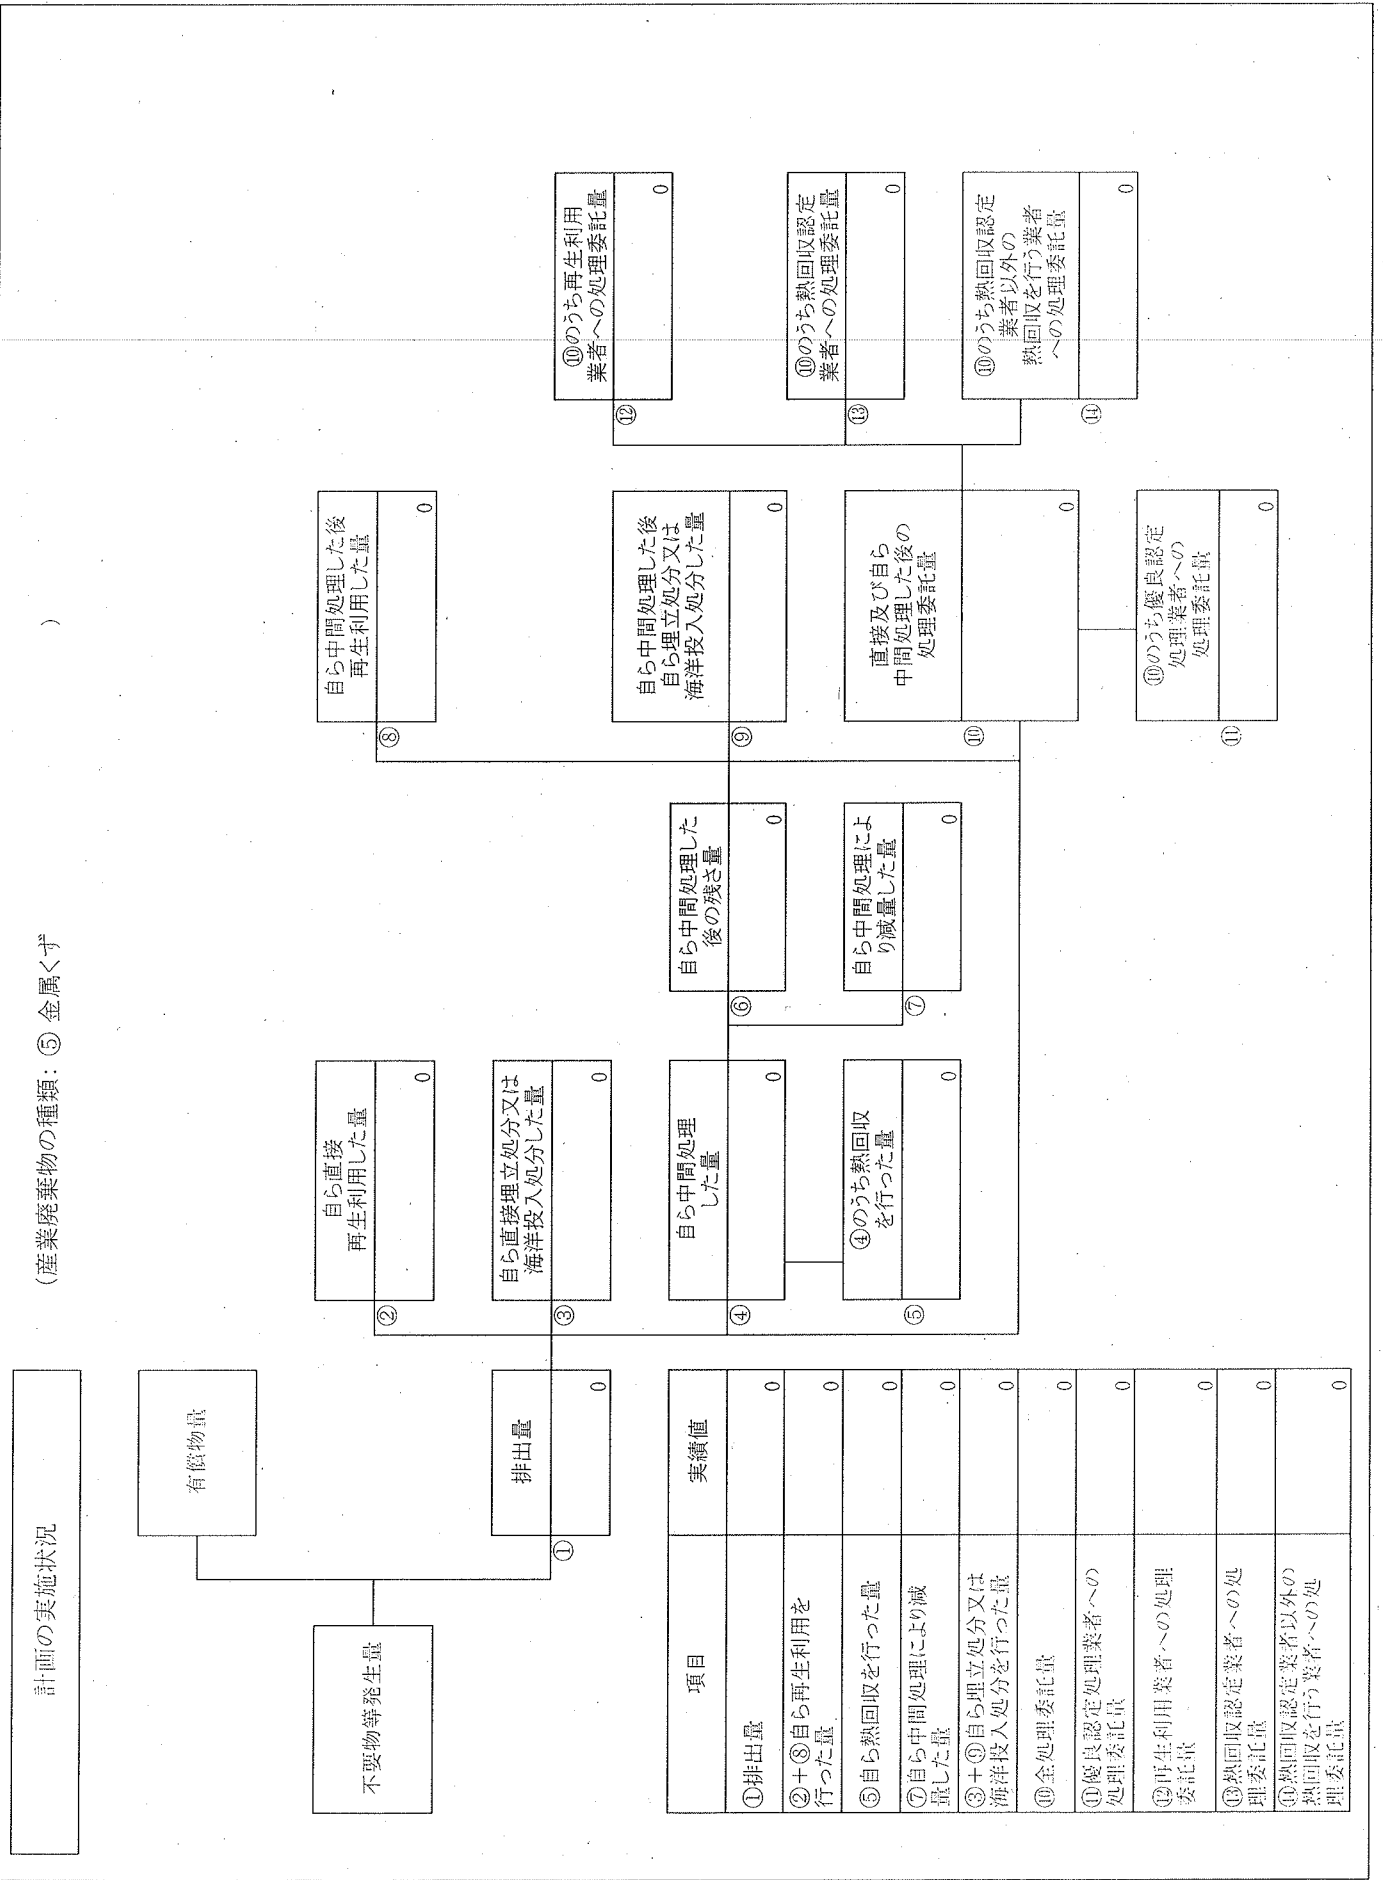 計画の実施状況
(産業廃棄物の種類: ⑤ 金属くず
)
不要物等発生量
有償物量
①
排出量
0
②
自ら直接
再生利用した量
0
③
自ら直接埋立処分又は
海洋投入処分した量
0
④
自ら中間処理
した量
0
⑤
④のうち熱回収
を行った量
0
⑥
自ら中間処理した
後の残さ量
0
⑦
自ら中間処理によ
り減量した量
0
⑧
自ら中間処理した後
再生利用した量
0
⑨
自ら中間処理した後
自ら埋立処分又は
海洋投入処分した量
0
⑩
直接及び自ら
中間処理した後の
処理委託量
0
⑪
⑩のうち優良認定
処理業者への
処理委託量
0
⑫
⑩のうち再生利用
業者への処理委託量
0
⑬
⑩のうち熱回収認定
業者への処理委託量
0
⑭
⑩のうち熱回収認定
業者以外の
熱回収を行う業者
への処理委託量
0
項目 実績値
①排出量 0
②+⑧自ら再生利用を
行った量 0
⑤自ら熱回収を行った量 0
⑦自ら中間処理により減
量した量 0
③+⑨自ら埋立処分又は
海洋投入処分を行った量 0
⑩全処理委託量 0
⑪優良認定処理業者への
処理委託量 0
⑫再生利用業者への処理
委託量 0
⑬熱回収認定業者への処
理委託量 0
⑭熱回収認定業者以外の
熱回収を行う業者への処
理委託量 0